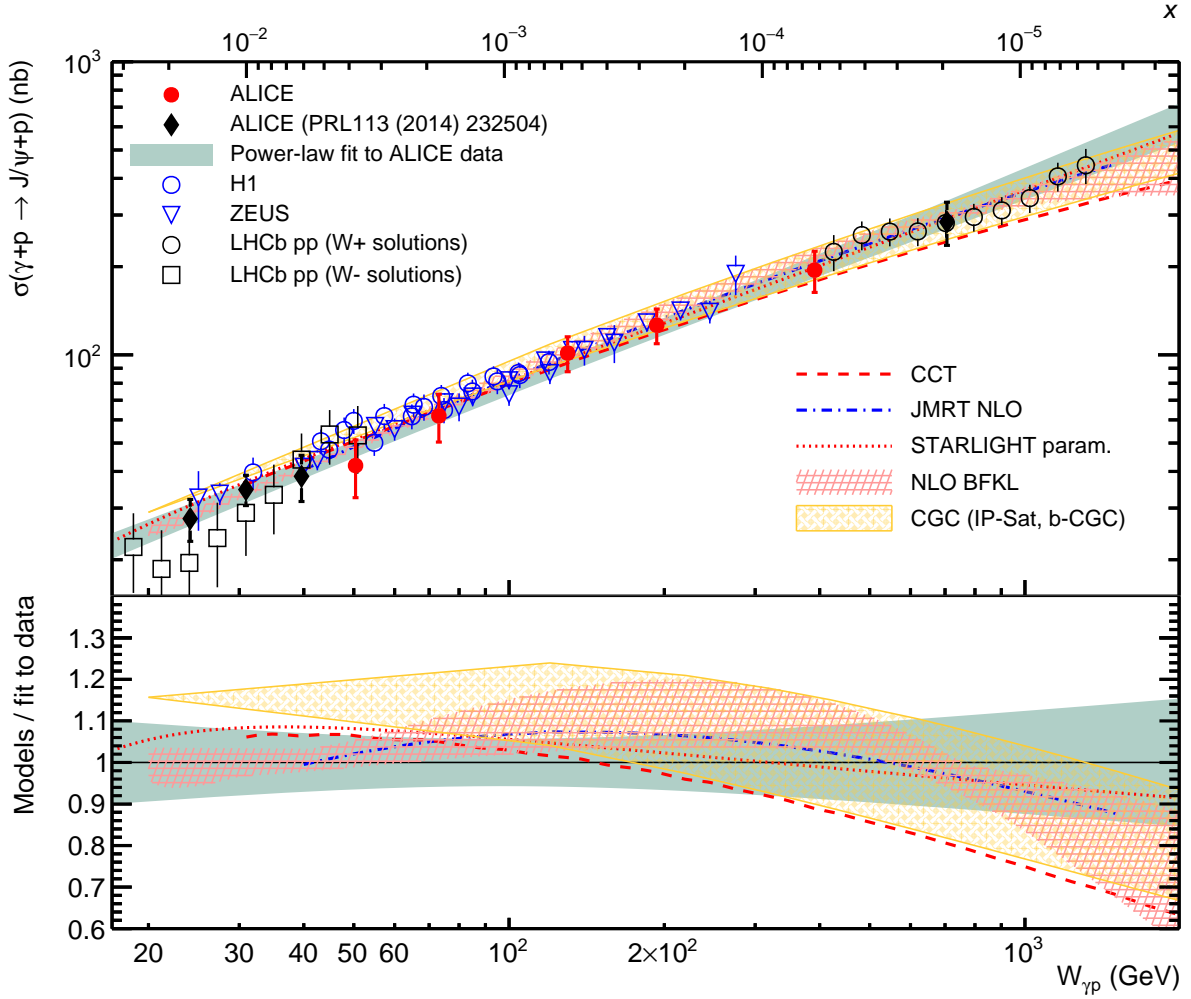 x
10⁻² 10⁻³ 10⁻⁴ 10⁻⁵
σ(γ+p → J/ψ+p) (nb)
10³
10²
ALICE
ALICE (PRL113 (2014) 232504)
Power-law fit to ALICE data
H1
ZEUS
LHCb pp (W+ solutions)
LHCb pp (W- solutions)
CCT
JMRT NLO
STARLIGHT param.
NLO BFKL
CGC (IP-Sat, b-CGC)
Models / fit to data
1.3
1.2
1.1
1
0.9
0.8
0.7
0.6
20 30 40 50 60 10² 2×10² 10³
W_γp (GeV)